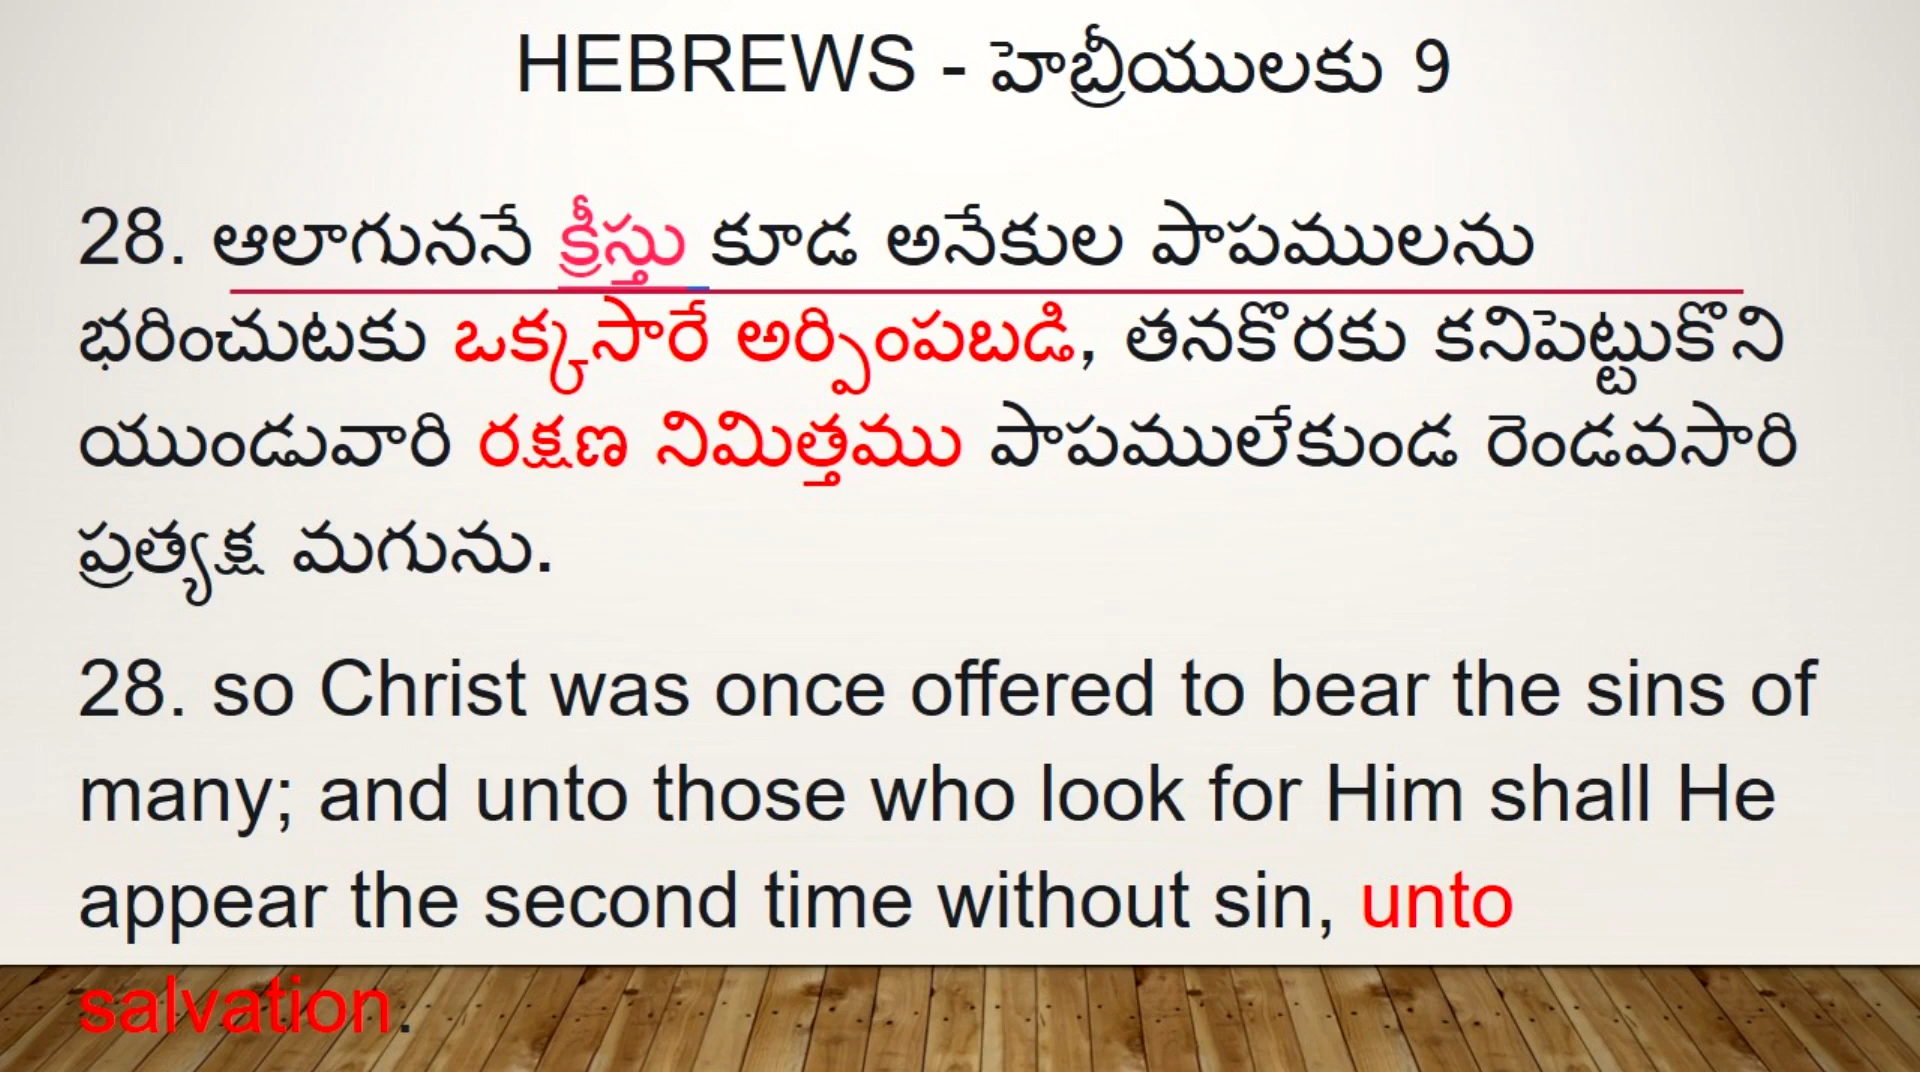 HEBREWS - హెబ్రీయులకు 9
28. ఆలాగుననే క్రీస్తు కూడ అనేకుల పాపములను
భరించుటకు ఒక్కసారే అర్పింపబడి, తనకొరకు కనిపెట్టుకొని
యుండువారి రక్షణ నిమిత్తము పాపములేకుండ రెండవసారి
ప్రత్యక్ష మగును.
28. so Christ was once offered to bear the sins of
many; and unto those who look for Him shall He
appear the second time without sin, unto
salvation.